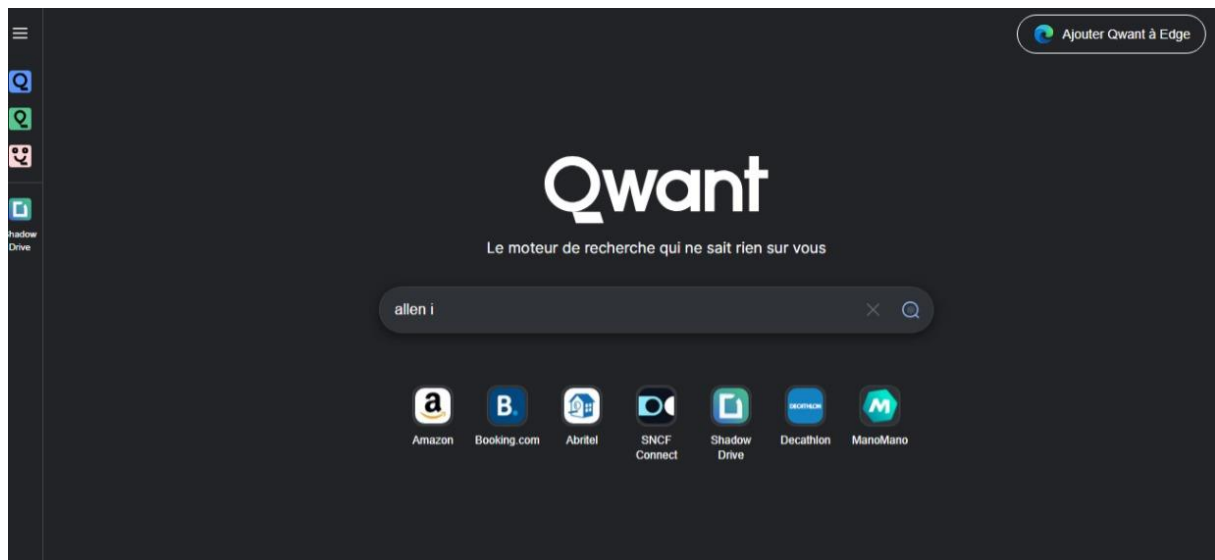 Ajouter Qwant à Edge
Qwant
Le moteur de recherche qui ne sait rien sur vous
allen i
a
B.
DECATHLON
M
Amazon
Booking.com
Abritel
SNCF
Connect
Shadow
Drive
Decathlon
ManoMano
hadow
Drive